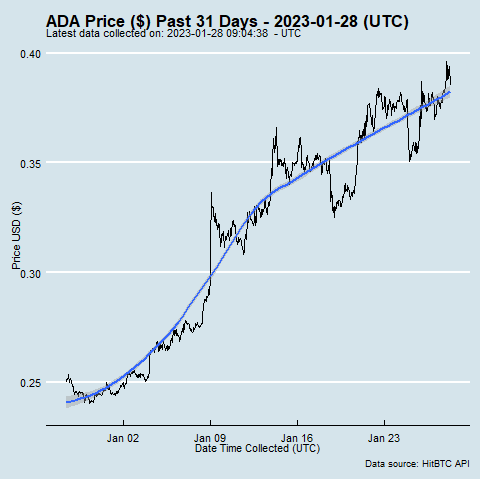 ADA Price ($) Past 31 Days - 2023-01-28 (UTC)
Latest data collected on: 2023-01-28 09:04:38  - UTC
0.40
0.35
0.30
0.25
Price USD ($)
Jan 02
Jan 09
Jan 16
Jan 23
Date Time Collected (UTC)
Data source: HitBTC API